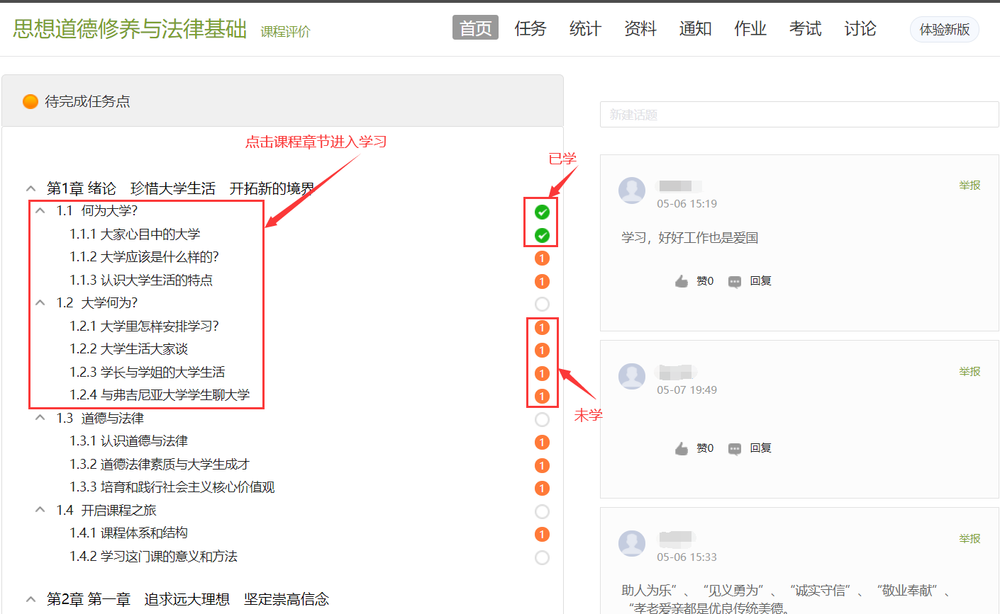 思想道德修养与法律基础 课程评价 首页 任务 统计 资料 通知 作业 考试 讨论 体验新版
待完成任务点
点击课程章节进入学习
已学
第1章 绪论 珍惜大学生活 开拓新的境界
1.1 何为大学?
1.1.1 大家心目中的大学
1.1.2 大学应该是什么样的?
1
1.1.3 认识大学生活的特点
1
1.2 大学何为?
1.2.1 大学里怎样安排学习?
1
1.2.2 大学生活大家谈
1
1.2.3 学长与学姐的大学生活
1
1.2.4 与弗吉尼亚大学学生聊大学
1
未学
1.3 道德与法律
1.3.1 认识道德与法律
1
1.3.2 道德法律素质与大学生成才
1
1.3.3 培育和践行社会主义核心价值观
1
1.4 开启课程之旅
1.4.1 课程体系和结构
1
1.4.2 学习这门课的意义和方法
第2章 第一章 追求远大理想 坚定崇高信念
新建话题
举报
05-06 15:19
学习，好好工作也是爱国
赞0 回复
举报
05-07 19:49
赞0 回复
举报
05-06 15:33
助人为乐”、“见义勇为”、“诚实守信”、“敬业奉献”、
“孝老爱亲都是优良传统美德。